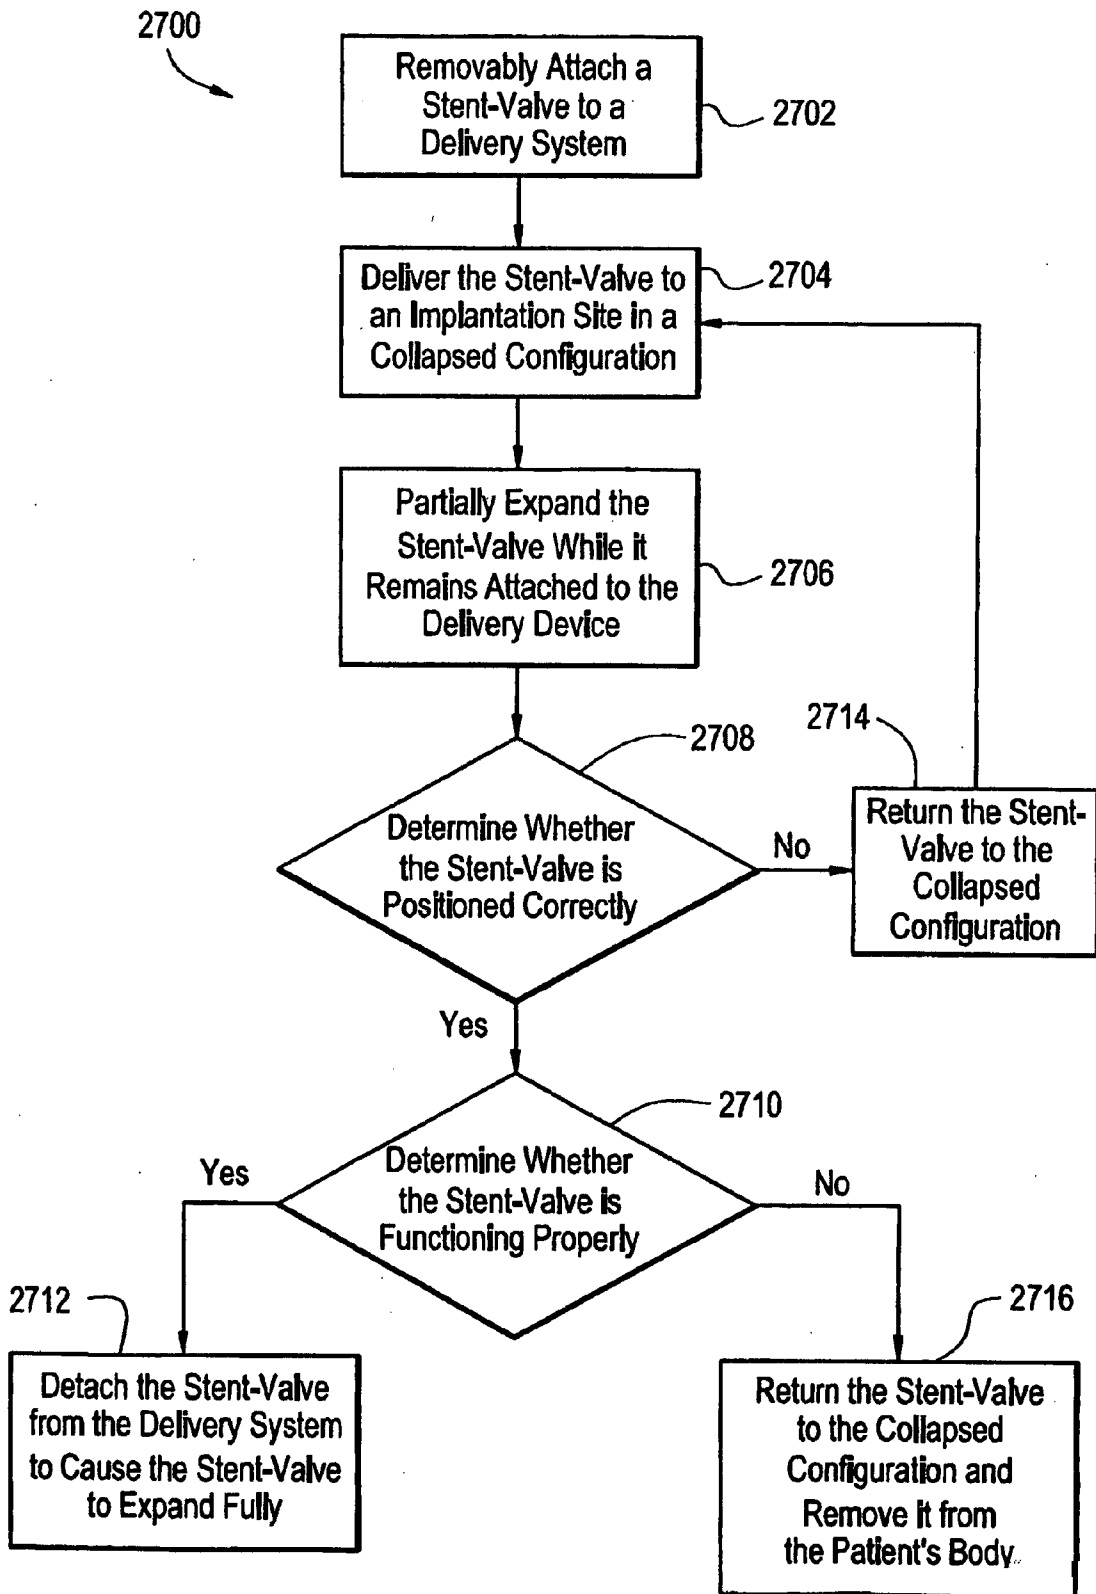 2700
Removably Attach a
Stent-Valve to a
Delivery System
2702
Deliver the Stent-Valve to
an Implantation Site in a
Collapsed Configuration
2704
Partially Expand the
Stent-Valve While it
Remains Attached to the
Delivery Device
2706
2708
Determine Whether
the Stent-Valve is
Positioned Correctly
No
2714
Return the Stent-
Valve to the
Collapsed
Configuration
Yes
2710
Determine Whether
the Stent-Valve is
Functioning Properly
Yes
No
2712
Detach the Stent-Valve
from the Delivery System
to Cause the Stent-Valve
to Expand Fully
2716
Return the Stent-Valve
to the Collapsed
Configuration and
Remove it from
the Patient's Body